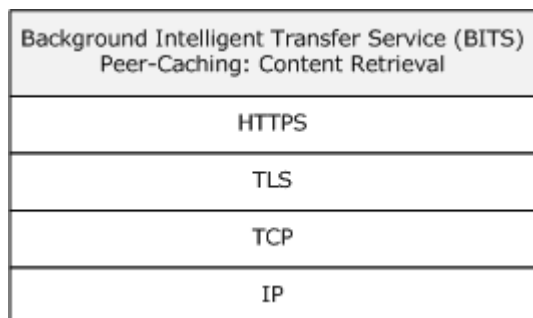 Background Intelligent Transfer Service (BITS)
Peer-Caching: Content Retrieval
HTTPS
TLS
TCP
IP